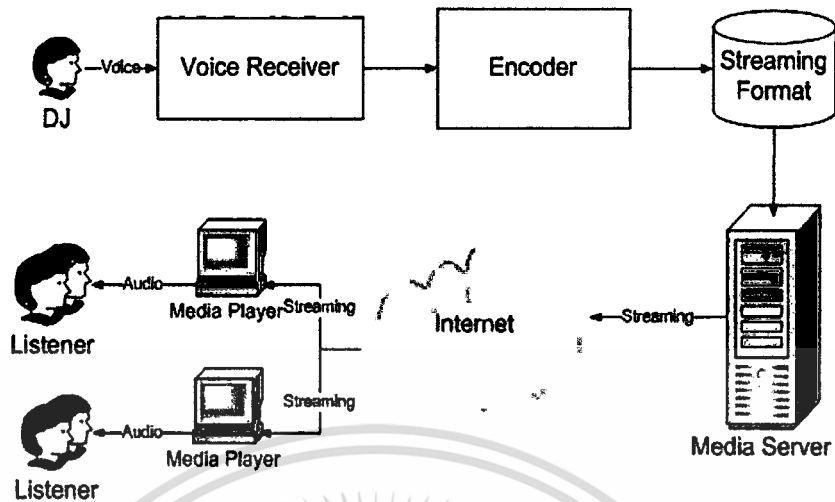 Voice
Voice Receiver
Encoder
Streaming
Format
DJ
Audio
Streaming
Media Player
Listener
Internet
Streaming
Streaming
Audio
Media Player
Listener
Media Server